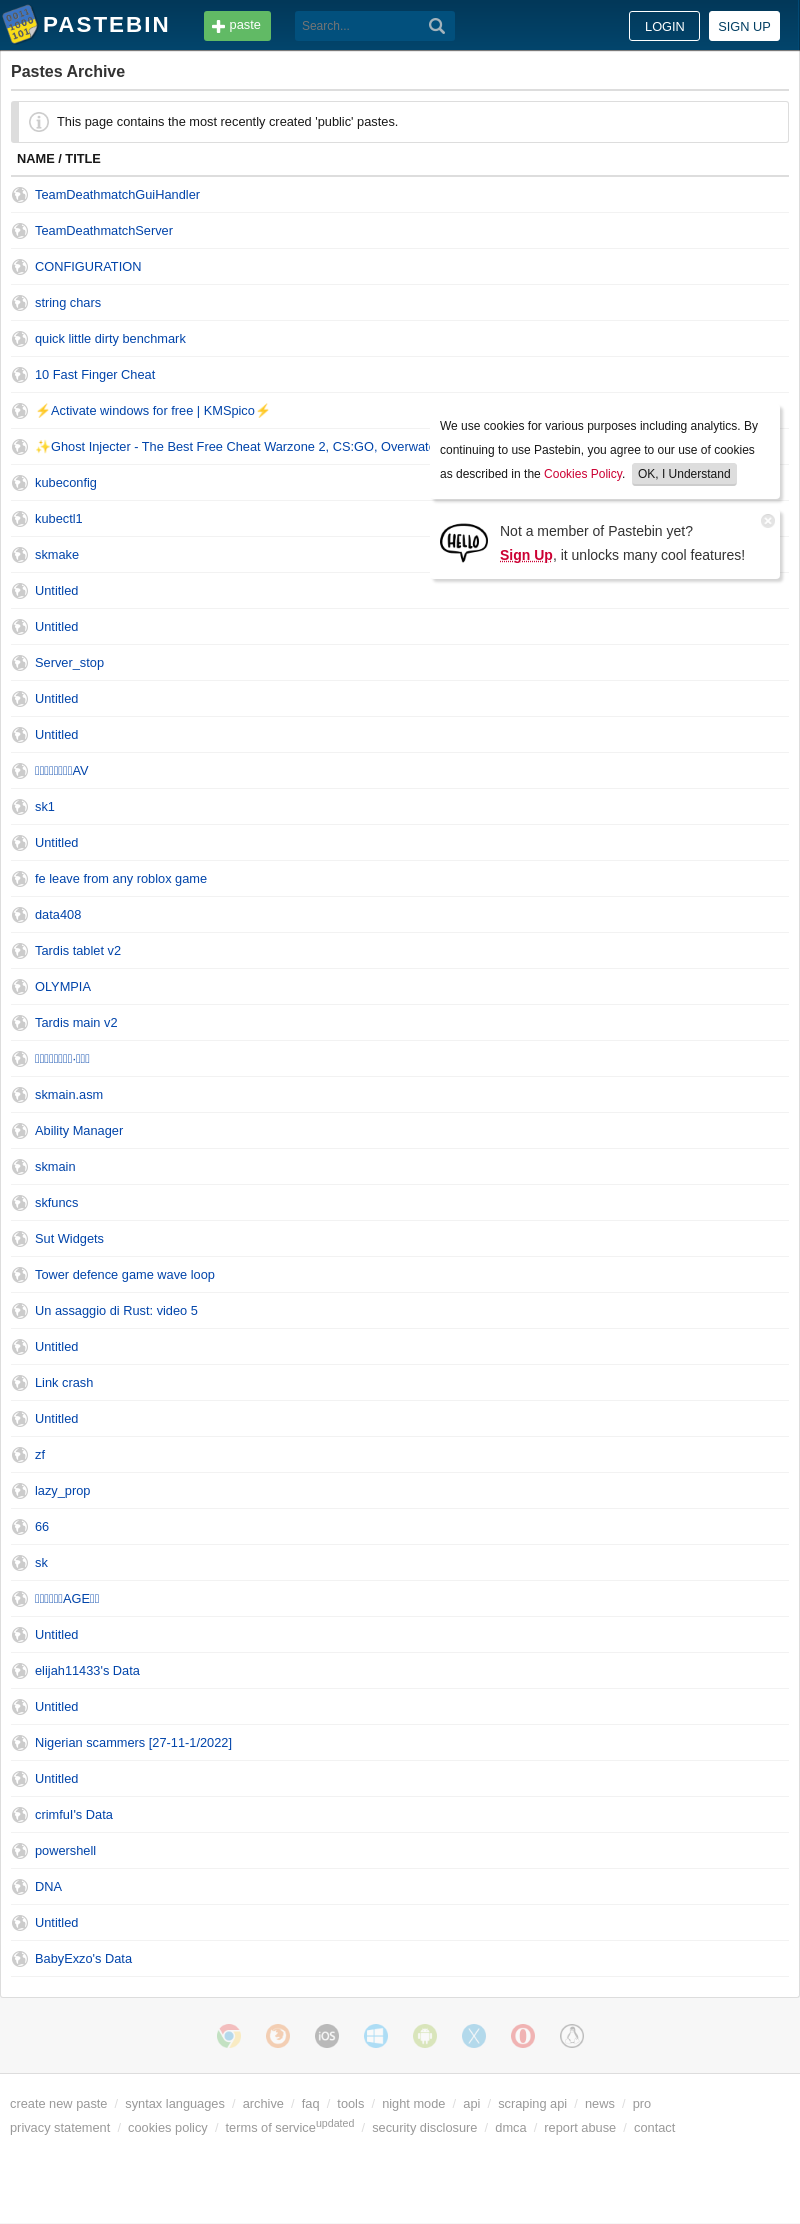 PASTEBIN
paste
Search...
LOGIN
SIGN UP
Pastes Archive
This page contains the most recently created 'public' pastes.
NAME / TITLE
TeamDeathmatchGuiHandler
TeamDeathmatchServer
CONFIGURATION
string chars
quick little dirty benchmark
10 Fast Finger Cheat
⚡Activate windows for free | KMSpico⚡
✨Ghost Injecter - The Best Free Cheat Warzone 2, CS:GO,
We use cookies for various purposes including analytics. By
continuing to use Pastebin, you agree to our use of cookies
as described in the Cookies Policy. OK, I Understand
HELLO
Not a member of Pastebin yet?
Sign Up, it unlocks many cool features!
kubeconfig
kubectl1
skmake
Untitled
Untitled
Server_stop
Untitled
Untitled
AV
sk1
Untitled
fe leave from any roblox game
data408
Tardis tablet v2
OLYMPIA
Tardis main v2
skmain.asm
Ability Manager
skmain
skfuncs
Sut Widgets
Tower defence game wave loop
Un assaggio di Rust: video 5
Untitled
Link crash
Untitled
zf
lazy_prop
66
sk
AGE
Untitled
elijah11433's Data
Untitled
Nigerian scammers [27-11-1/2022]
Untitled
crimful's Data
powershell
DNA
Untitled
BabyExzo's Data
iOS
create new paste / syntax languages / archive / faq / tools / night mode / api / scraping api / news / pro
privacy statement / cookies policy / terms of service updated / security disclosure / dmca / report abuse / contact